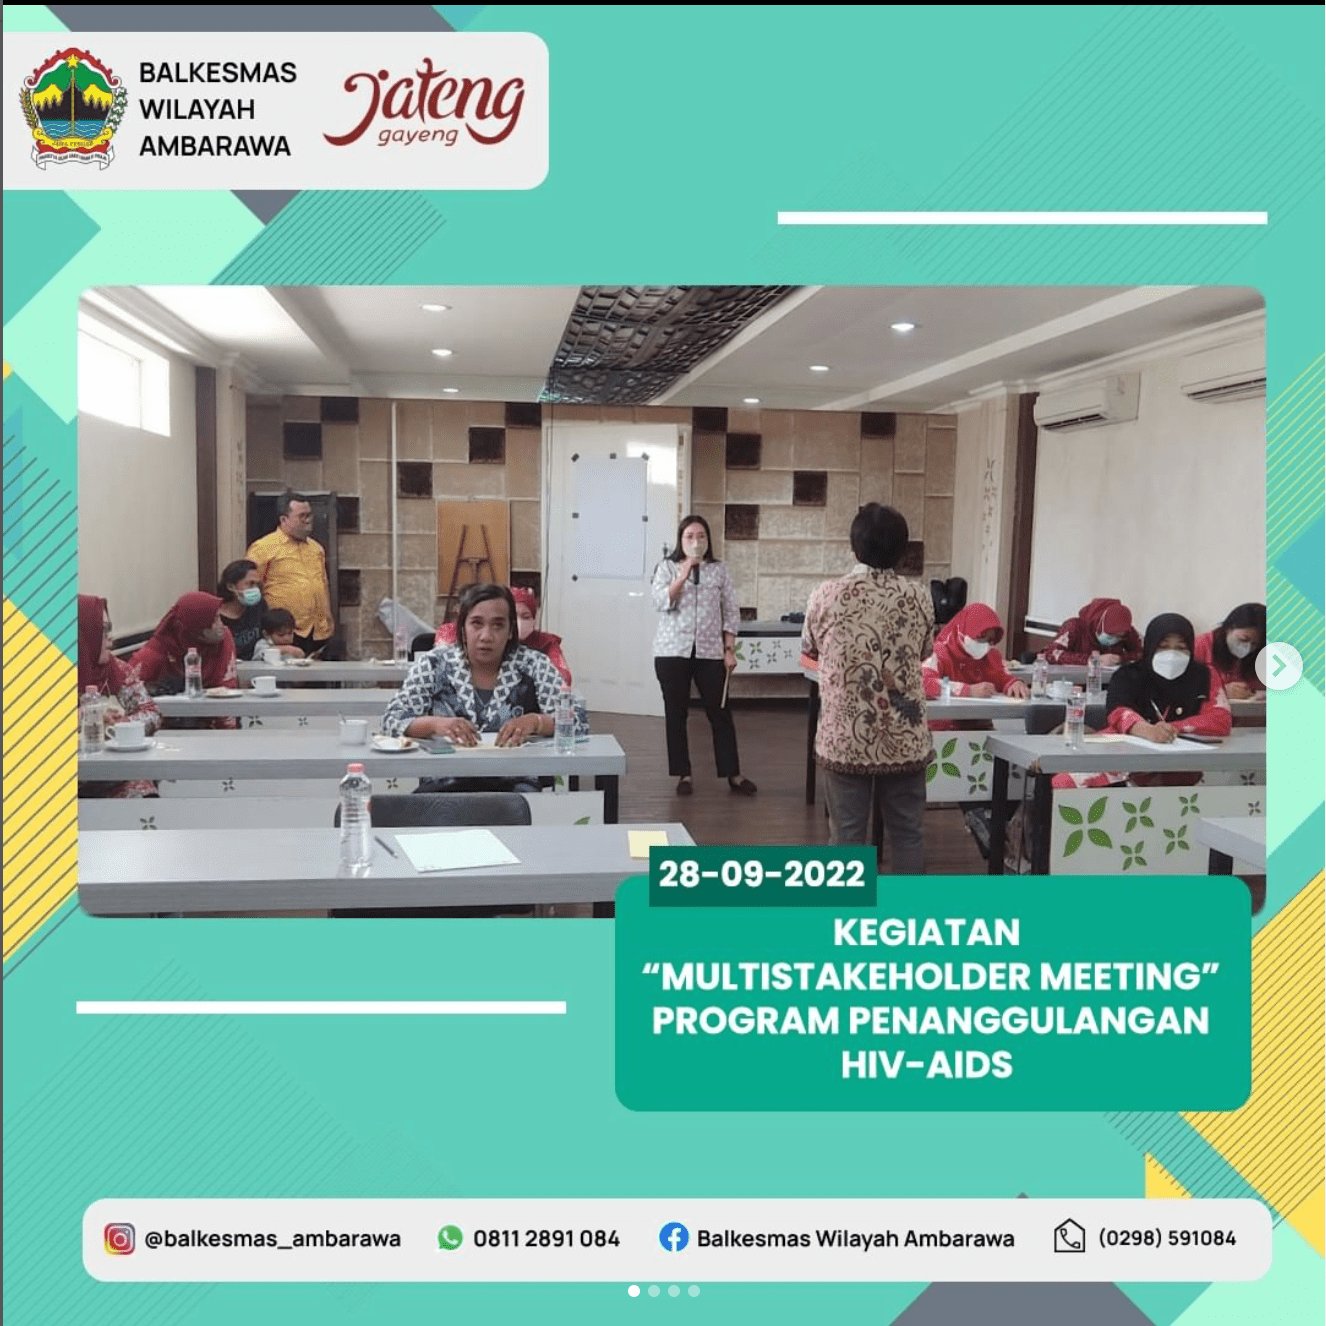 BALKESMAS
WILAYAH
AMBARAWA
Jateng
gayeng
28-09-2022
KEGIATAN
“MULTISTAKEHOLDER MEETING”
PROGRAM PENANGGULANGAN
HIV-AIDS
@balkesmas_ambarawa
0811 2891 084
Balkesmas Wilayah Ambarawa
(0298) 591084